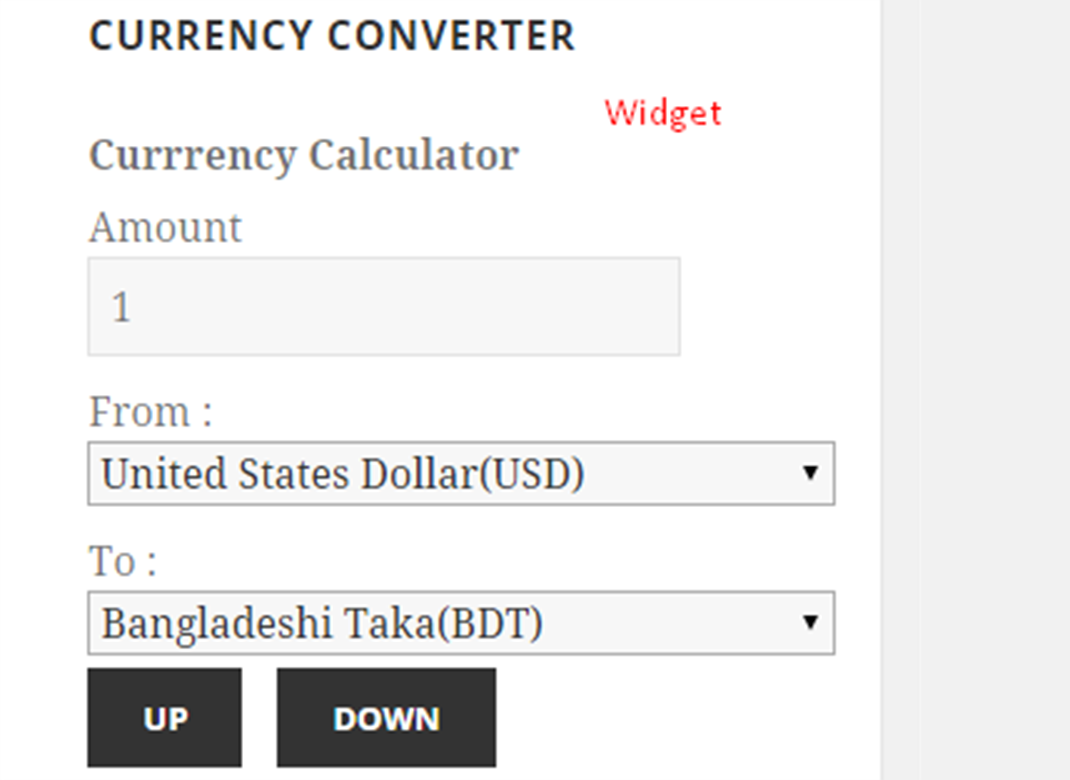 CURRENCY CONVERTER
Widget
Currrency Calculator
Amount
1
From :
United States Dollar(USD)
To :
Bangladeshi Taka(BDT)
UP DOWN